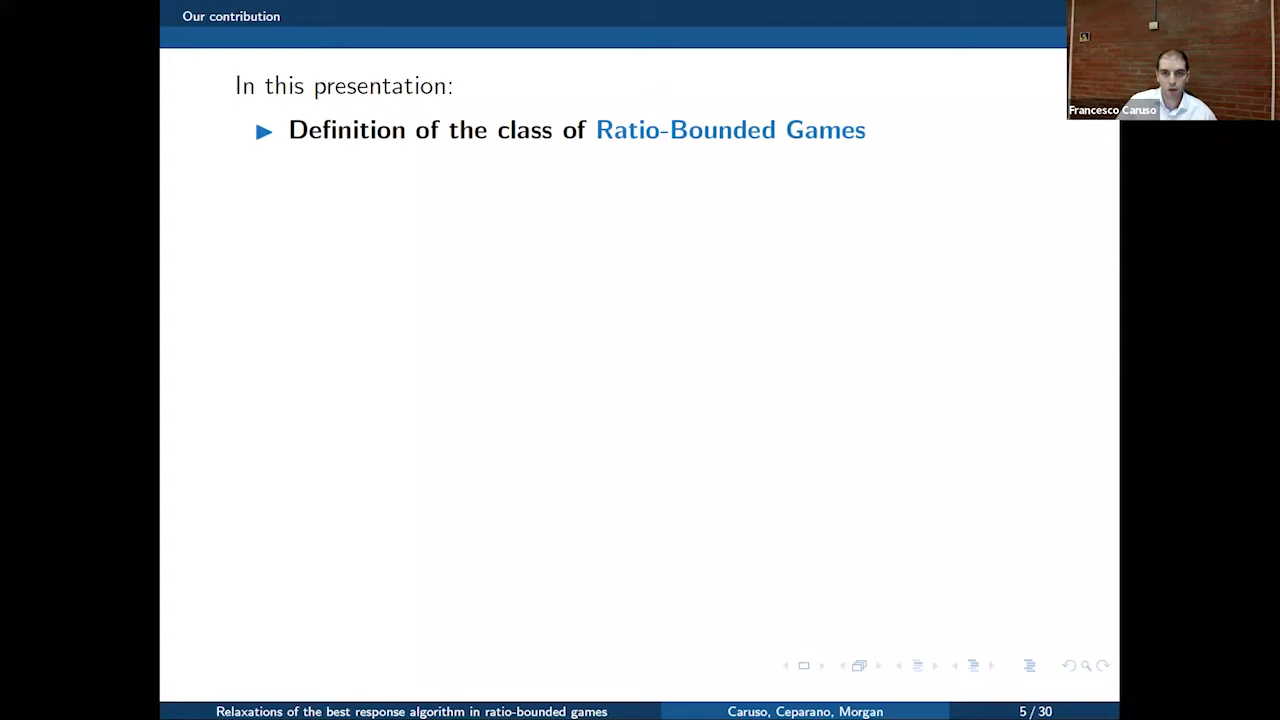 Our contribution
In this presentation:
Definition of the class of Ratio-Bounded Games
Francesco Caruso
Relaxations of the best response algorithm in ratio-bounded games
Caruso, Ceparano, Morgan
5 / 30